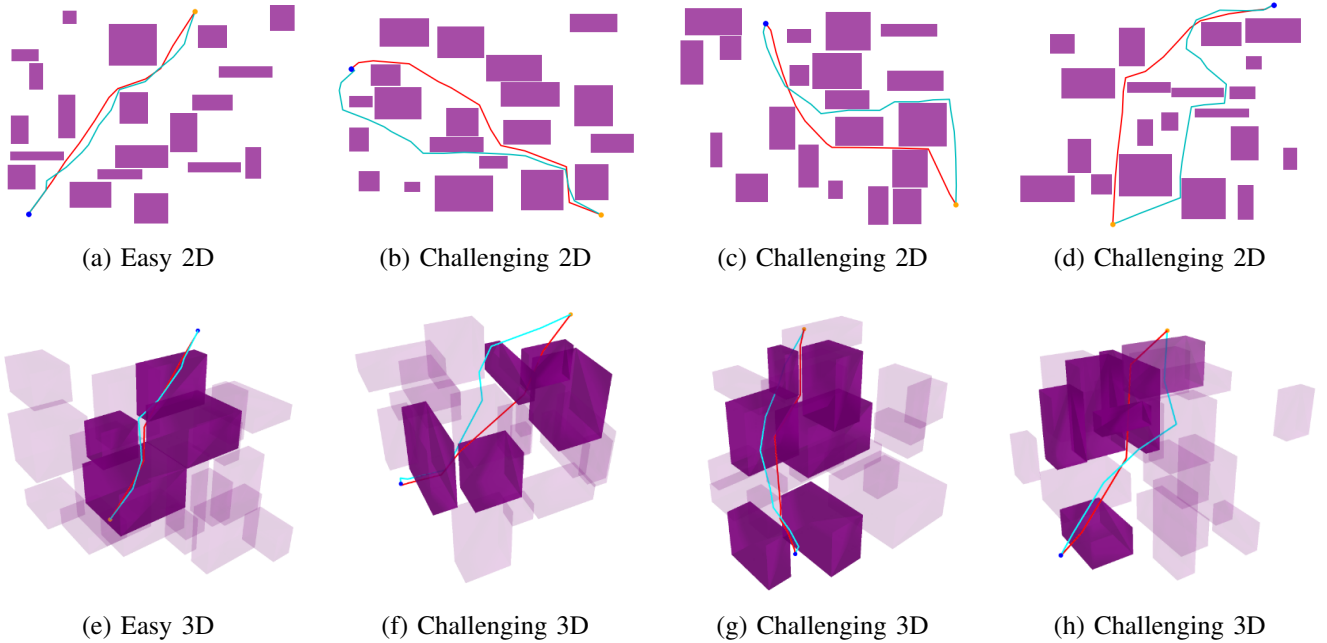 (a) Easy 2D
(b) Challenging 2D
(c) Challenging 2D
(d) Challenging 2D
(e) Easy 3D
(f) Challenging 3D
(g) Challenging 3D
(h) Challenging 3D